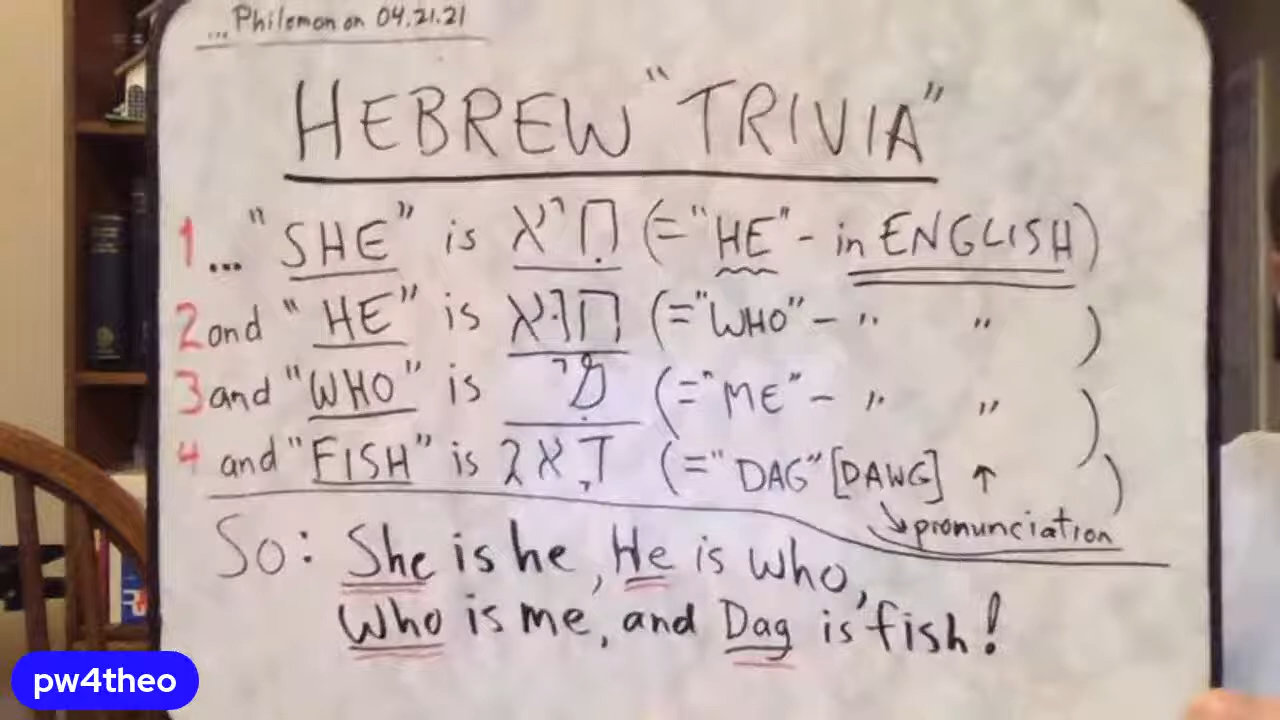 ...Philemon on 04.21.21
HEBREW "TRIVIA"
1... "SHE" is חִיא (="HE" - in ENGLISH)
2 and "HE" is חוּא (="WHO" - " " )
3 and "WHO" is מִי (="ME" - " " )
4 and "FISH" is דָאג (="DAG" [DAWG] ↑ )
↳pronunciation
So: She is he, He is who,
Who is me, and Dag is fish!
pw4theo